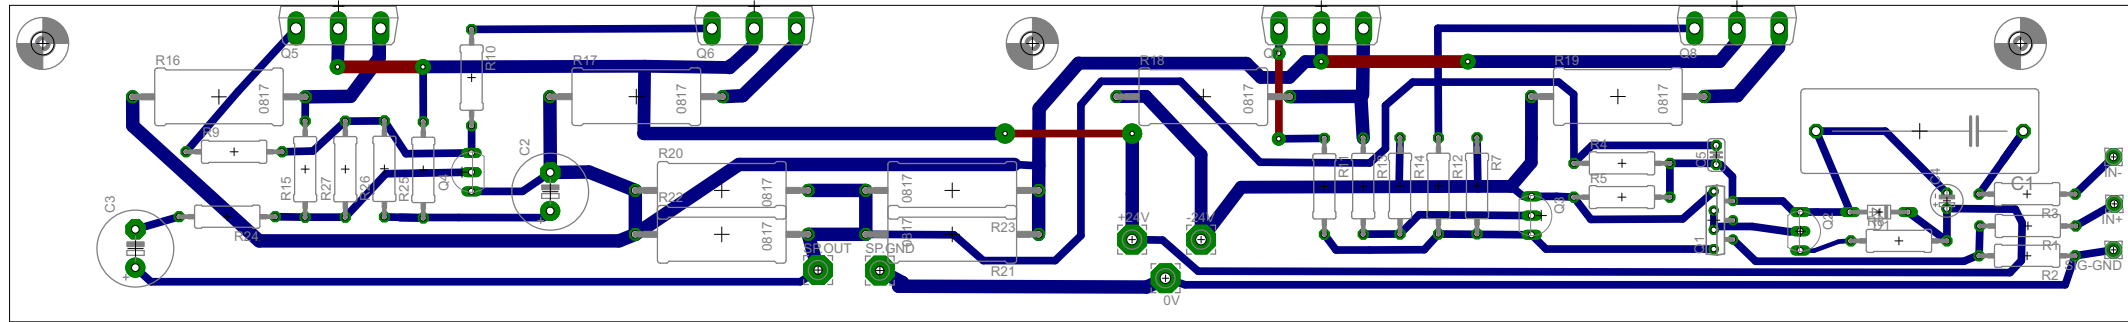 Q5
Q6
Q8
R16
R10
R17
R18
R19
0817
0817
0817
0817
R9
R15
R27
R26
R25
Q4
C2
R20
R22
0817
0817
0817
R23
R21
C3
R24
SP.OUT
SP.GND
+24V
-24V
0V
R11
R13
R14
R12
R7
R4
R5
Q3
C1
R3
R1
R2
IN-
IN+
SIG-GND